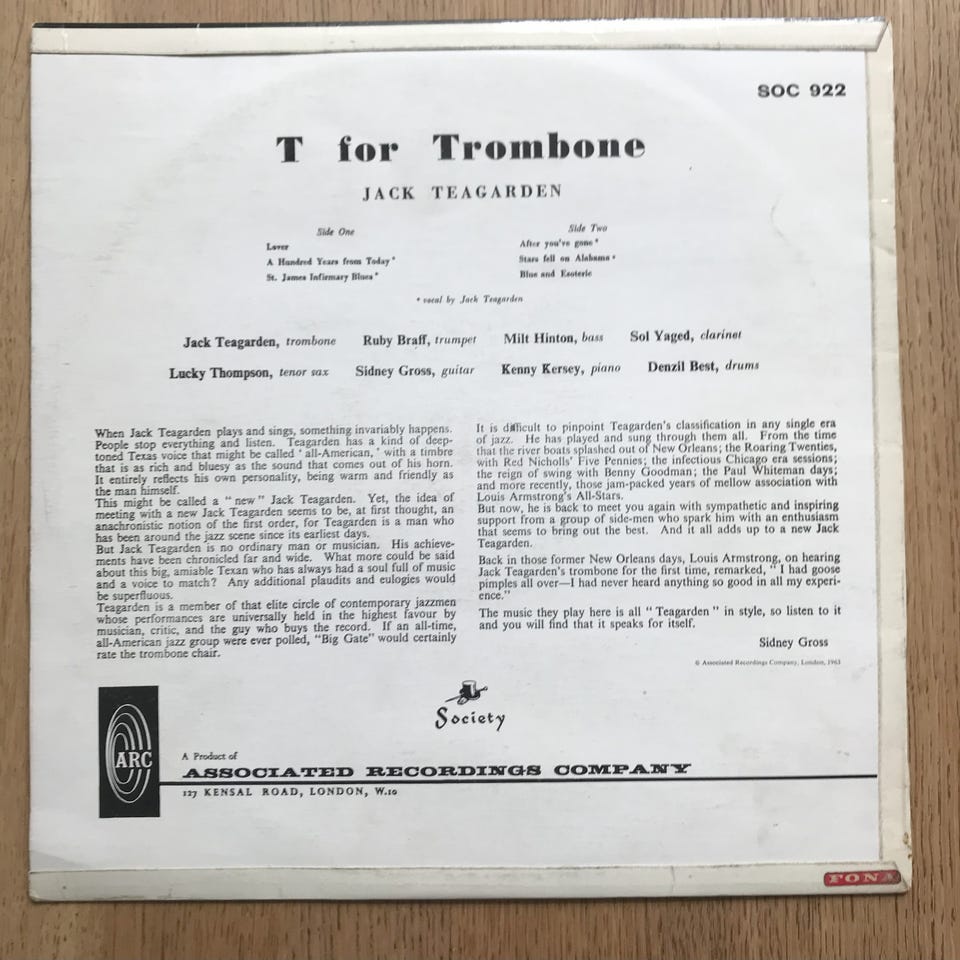 SOC 922
T for Trombone
JACK TEAGARDEN
Side One
Lover
A Hundred Years from Today*
St. James Infirmary Blues*
Side Two
After you've gone*
Stars fell on Alabama*
Blue and Esoteric
* vocal by Jack Teagarden
Jack Teagarden, trombone Ruby Braff, trumpet Milt Hinton, bass Sol Yaged, clarinet
Lucky Thompson, tenor sax Sidney Gross, guitar Kenny Kersey, piano Denzil Best, drums
When Jack Teagarden plays and sings, something invariably happens.
People stop everything and listen. Teagarden has a kind of deep-
toned Texas voice that might be called ' all-American, ' with a timbre
that is as rich and bluesy as the sound that comes out of his horn.
It entirely reflects his own personality, being warm and friendly as
the man himself.
This might be called a " new " Jack Teagarden. Yet, the idea of
meeting with a new Jack Teagarden seems to be, at first thought, an
anachronistic notion of the first order, for Teagarden is a man who
has been around the jazz scene since its earliest days.
But Jack Teagarden is no ordinary man or musician. His achieve-
ments have been chronicled far and wide. What more could be said
about this big, amiable Texan who has always had a soul full of music
and a voice to match? Any additional plaudits and eulogies would
be superfluous.
Teagarden is a member of that elite circle of contemporary jazzmen
whose performances are universally held in the highest favour by
musician, critic, and the guy who buys the record. If an all-time,
all-American jazz group were ever polled, "Big Gate" would certainly
rate the trombone chair.
It is difficult to pinpoint Teagarden's classification in any single era
of jazz. He has played and sung through them all. From the time
that the river boats splashed out of New Orleans; the Roaring Twenties,
with Red Nicholls' Five Pennies; the infectious Chicago era sessions;
the reign of swing with Benny Goodman; the Paul Whiteman days;
and more recently, those jam-packed years of mellow association with
Louis Armstrong's All-Stars.
But now, he is back to meet you again with sympathetic and inspiring
support from a group of side-men who spark him with an enthusiasm
that seems to bring out the best. And it all adds up to a new Jack
Teagarden.
Back in those former New Orleans days, Louis Armstrong, on hearing
Jack Teagarden's trombone for the first time, remarked, " I had goose
pimples all over—I had never heard anything so good in all my experi-
ence."
The music they play here is all " Teagarden " in style, so listen to it
and you will find that it speaks for itself.
Sidney Gross
© Associated Recordings Company, London, 1963
Society
ARC
A Product of
ASSOCIATED RECORDINGS COMPANY
127 KENSAL ROAD, LONDON, W.10
FONA